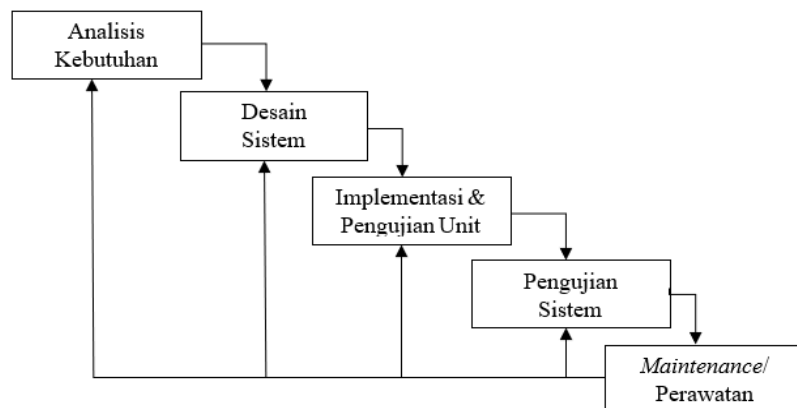 Analisis
Kebutuhan
Desain
Sistem
Implementasi &
Pengujian Unit
Pengujian
Sistem
Maintenance/
Perawatan